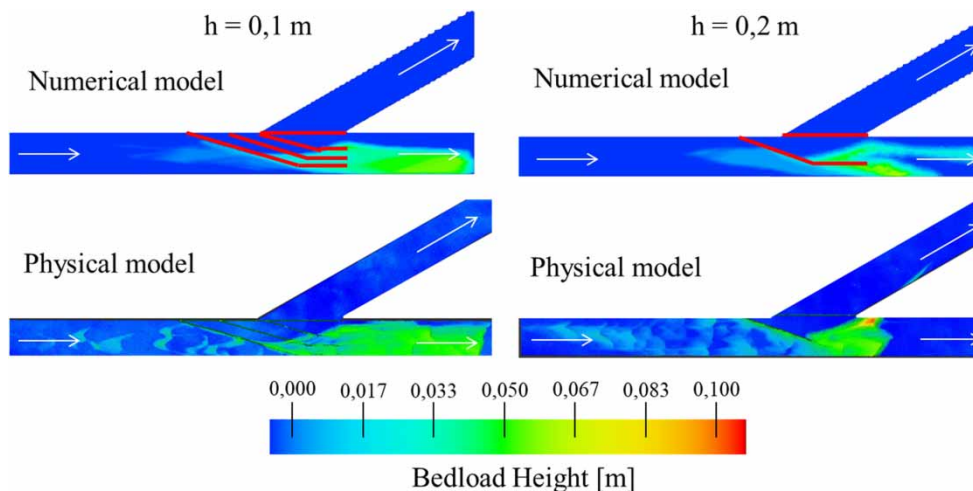 h = 0,1 m
h = 0,2 m
Numerical model
Numerical model
Physical model
Physical model
0,000 0,017 0,033 0,050 0,067 0,083 0,100
Bedload Height [m]